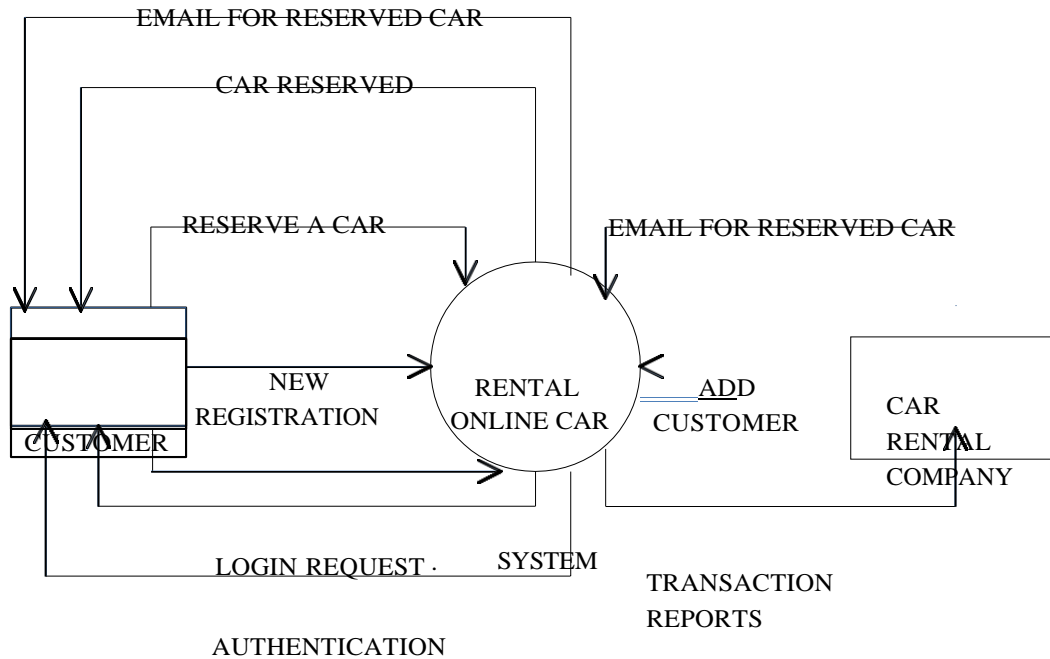 EMAIL FOR RESERVED CAR
CAR RESERVED
RESERVE A CAR
EMAIL FOR RESERVED CAR
NEW
REGISTRATION
RENTAL
ONLINE CAR
ADD
CUSTOMER
CAR
RENTAL
COMPANY
CUSTOMER
LOGIN REQUEST .
SYSTEM
TRANSACTION
REPORTS
AUTHENTICATION